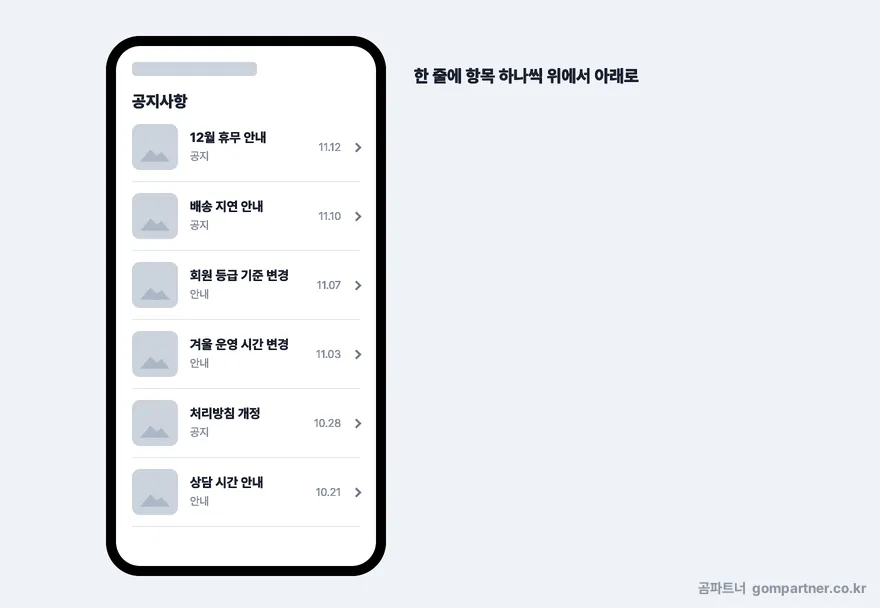 한 줄에 항목 하나씩 위에서 아래로
공지사항
12월 휴무 안내
공지
11.12
배송 지연 안내
공지
11.10
회원 등급 기준 변경
안내
11.07
겨울 운영 시간 변경
안내
11.03
처리방침 개정
공지
10.28
상담 시간 안내
안내
10.21
곰파트너 gompartner.co.kr